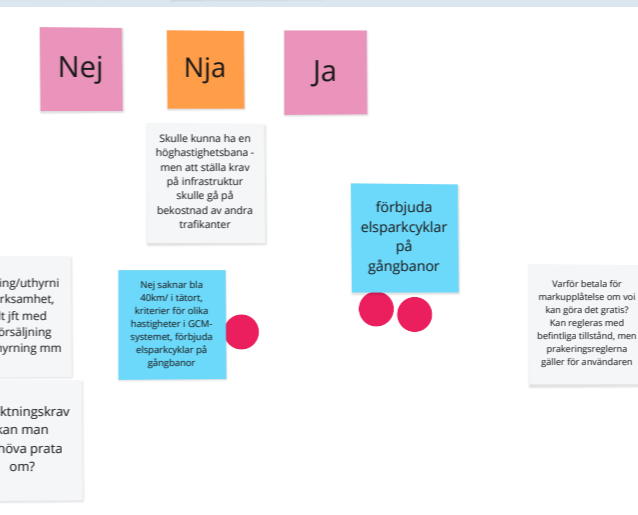 Nej
Nja
Ja
Skulle kunna ha en
höghastighetsbana -
men att ställa krav
på infrastruktur
skulle gå på
bekostnad av andra
trafikanter
förbjuda
elsparkcyklar
på
gångbanor
Nej saknar bla
40km/ i tätort,
kriterier för olika
hastigheter i GCM-
systemet, förbjuda
elsparkcyklar på
gångbanor
Varför betala för
markupplåtelse om voi
kan göra det gratis?
Kan regleras med
befintliga tillstånd, men
prakeringsreglerna
gäller för användaren
ing/uthyrni
rksamhet,
t jft med
örsäljning
yrning mm
ktningskrav
kan man
höva prata
om?